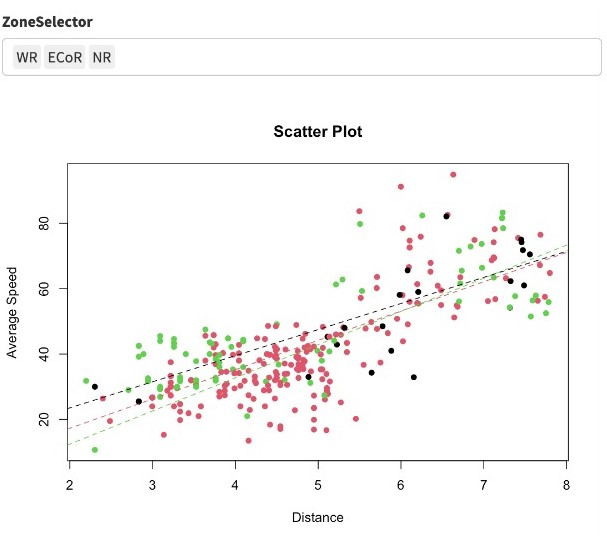 ZoneSelector
WR ECoR NR
Scatter Plot
Average Speed
80
60
40
20
2 3 4 5 6 7 8
Distance